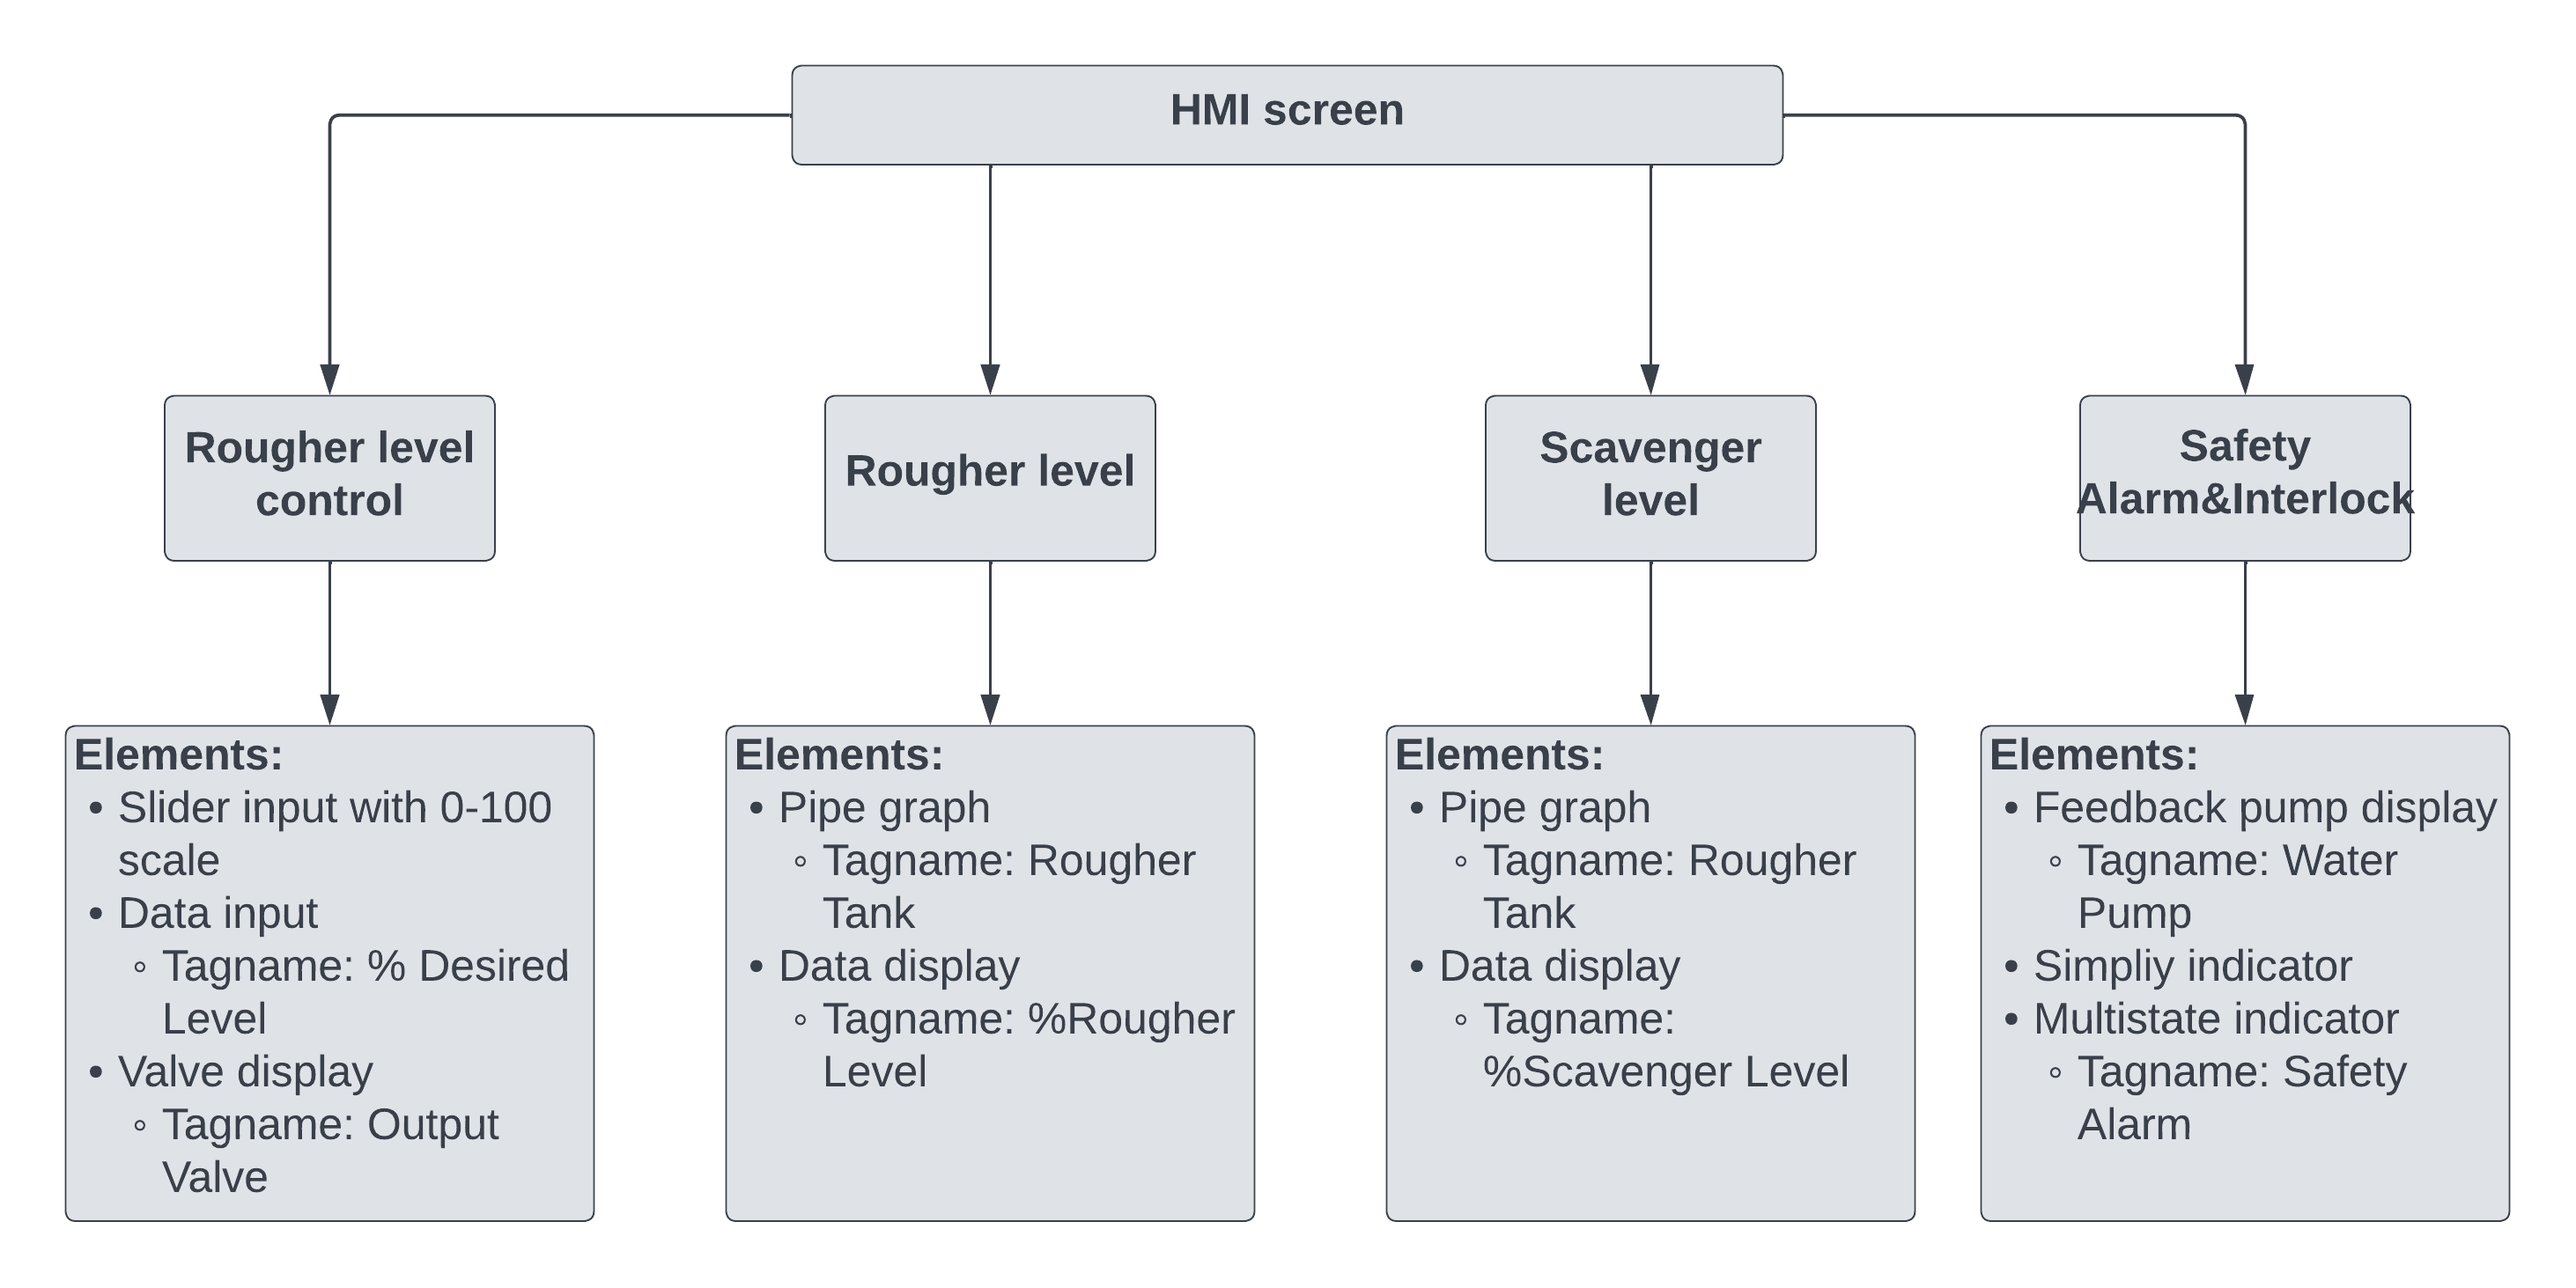 HMI screen
Rougher level
control
Rougher level
Scavenger
level
Safety
Alarm&Interlock
Elements:
• Slider input with 0-100
scale
• Data input
◦ Tagname: % Desired
Level
• Valve display
◦ Tagname: Output
Valve
Elements:
• Pipe graph
◦ Tagname: Rougher
Tank
• Data display
◦ Tagname: %Rougher
Level
Elements:
• Pipe graph
◦ Tagname: Rougher
Tank
• Data display
◦ Tagname:
%Scavenger Level
Elements:
• Feedback pump display
◦ Tagname: Water
Pump
• Simpliy indicator
• Multistate indicator
◦ Tagname: Safety
Alarm